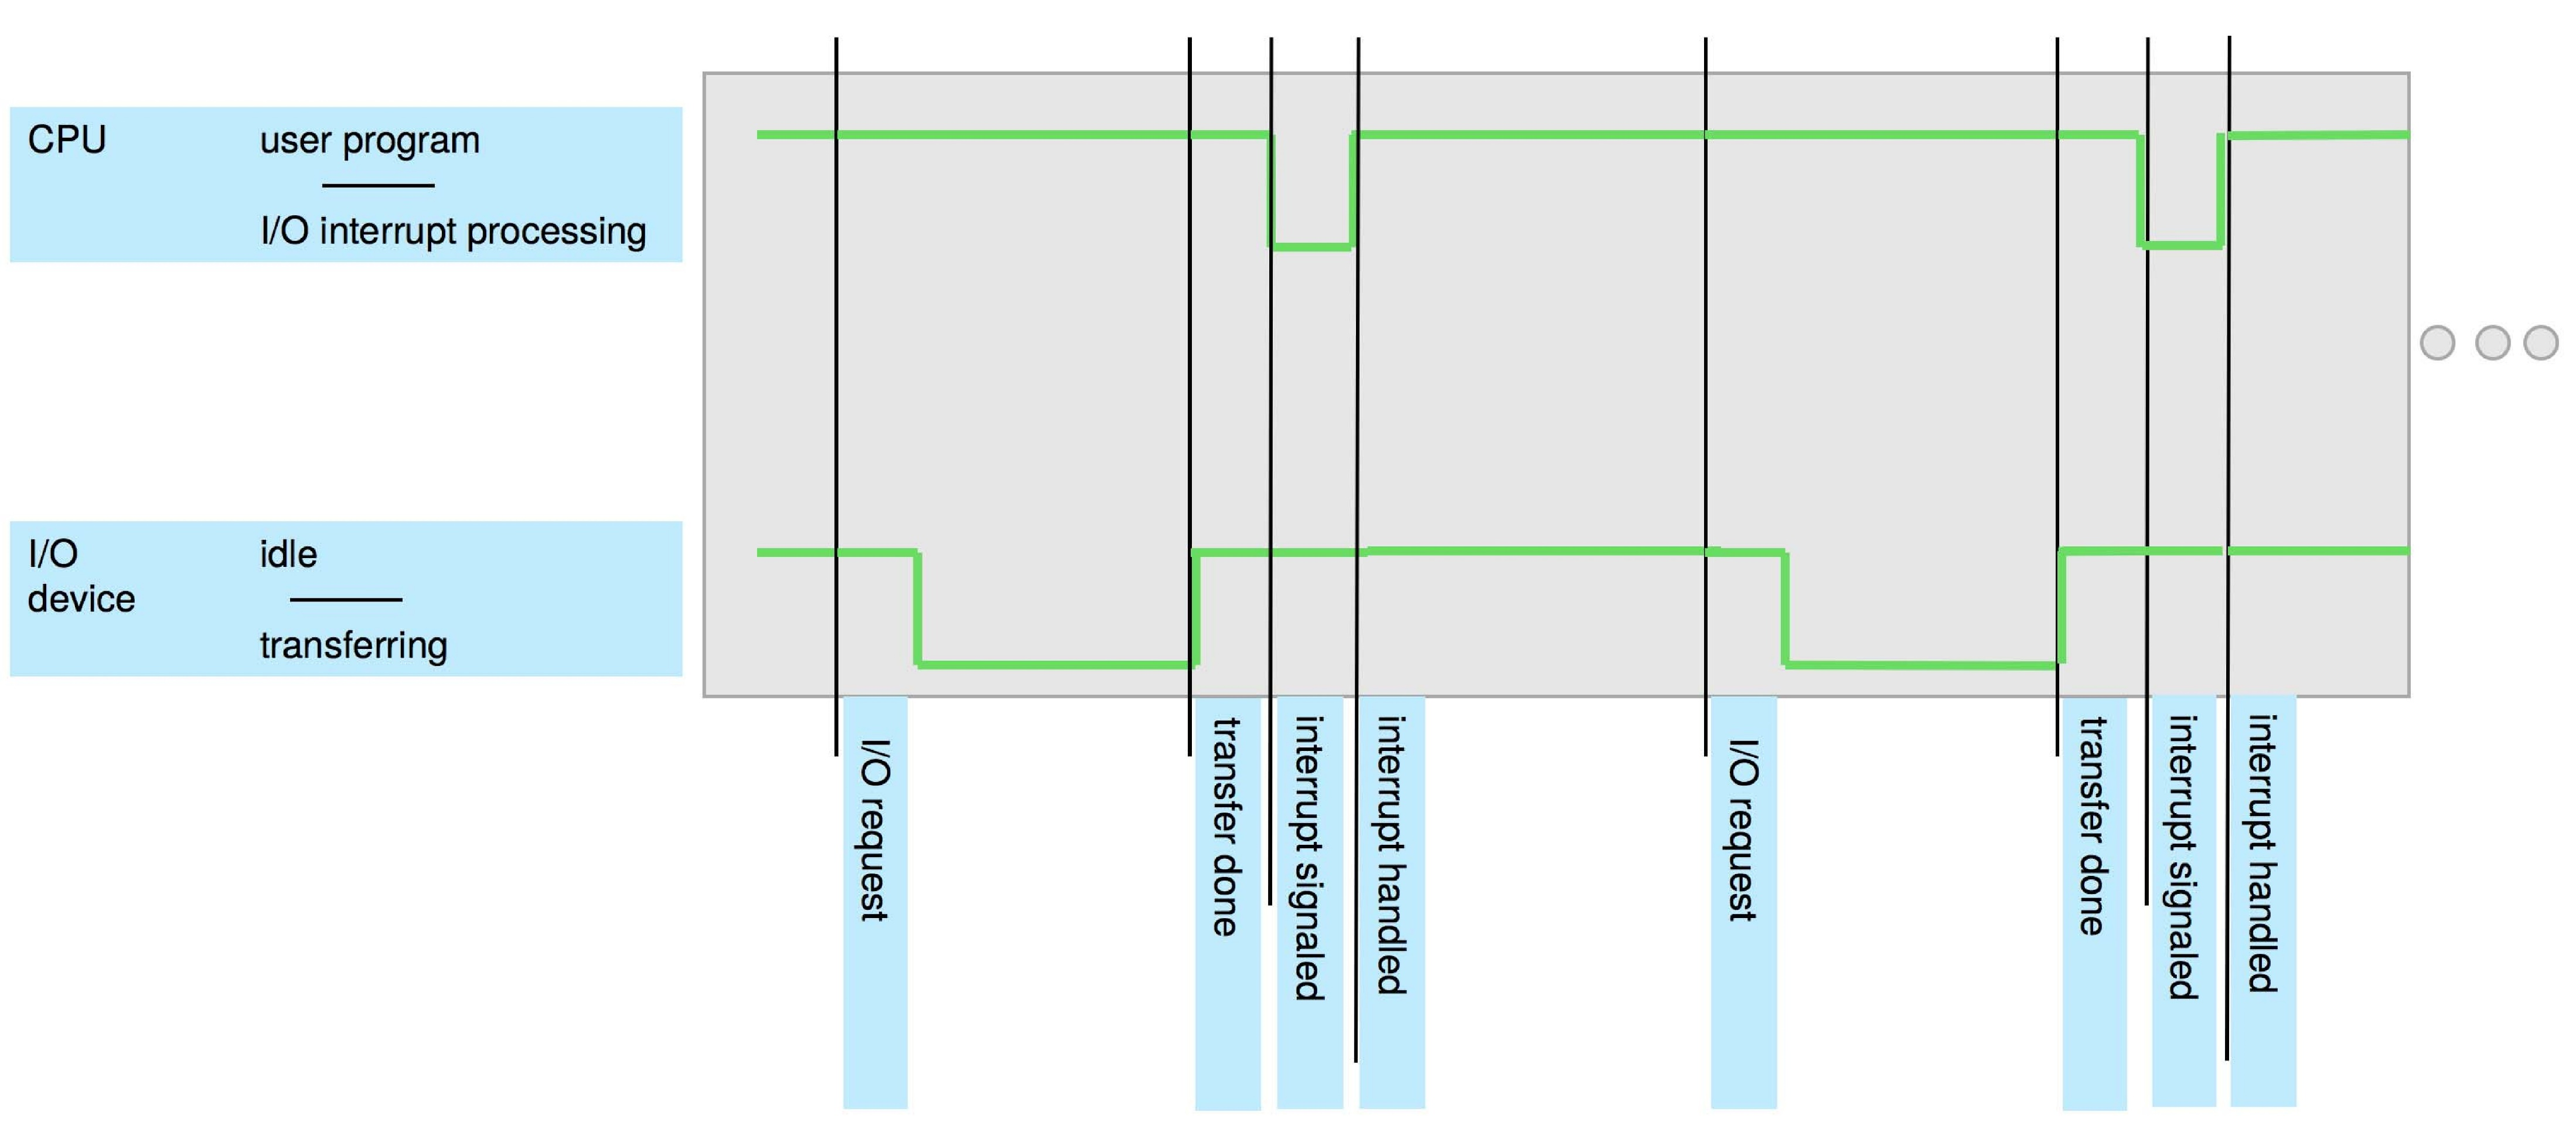 CPU
user program
I/O interrupt processing
I/O
device
idle
transferring
I/O request
transfer done
interrupt signaled
interrupt handled
I/O request
transfer done
interrupt signaled
interrupt handled